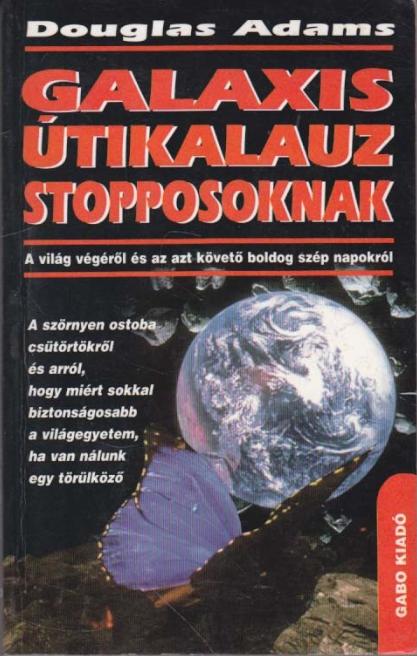 Douglas Adams
GALAXIS
ÚTIKALAUZ
STOPPOSOKNAK
A világ végéről és az azt követő boldog szép napokról
A szörnyen ostoba
csütörtökről
és arról,
hogy miért sokkal
biztonságosabb
a világegyetem,
ha van nálunk
egy törülköző
GABO KIADÓ